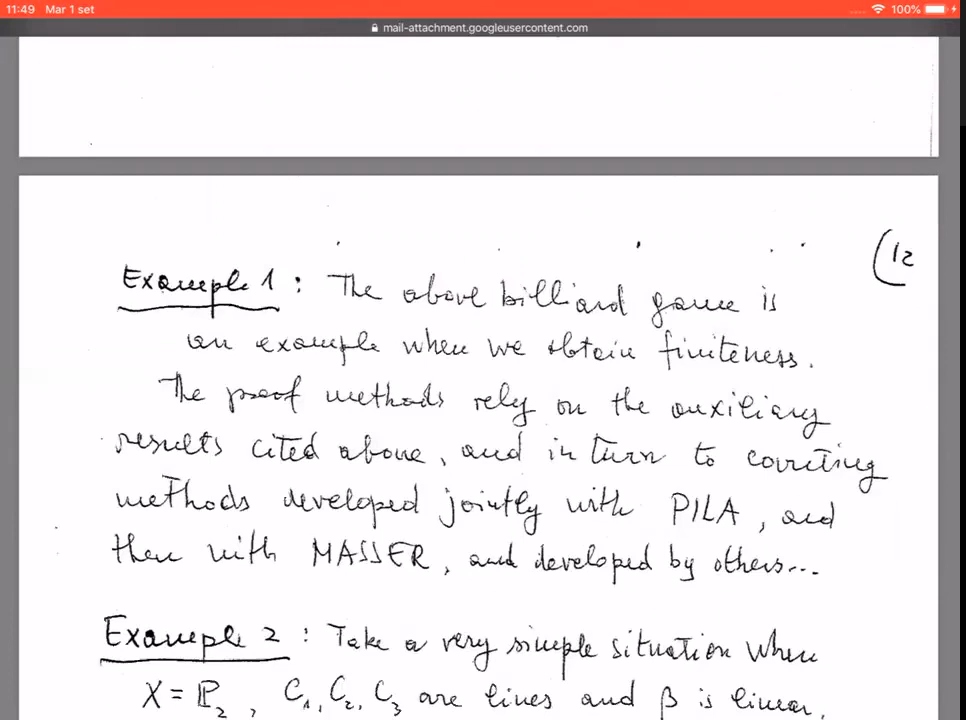 11:49 Mar 1 set
100%
mail-attachment.googleusercontent.com
(12
Example 1 : The above billiard game is
an example when we obtain finiteness.
The proof methods rely on the auxiliary
results cited above, and in turn to counting
methods developed jointly with PILA, and
then with MASSER, and developed by others...
Example 2 : Take a very simple situation when
X = ℙ₂, C₁, C₂, C₃ are lines and β is linear.